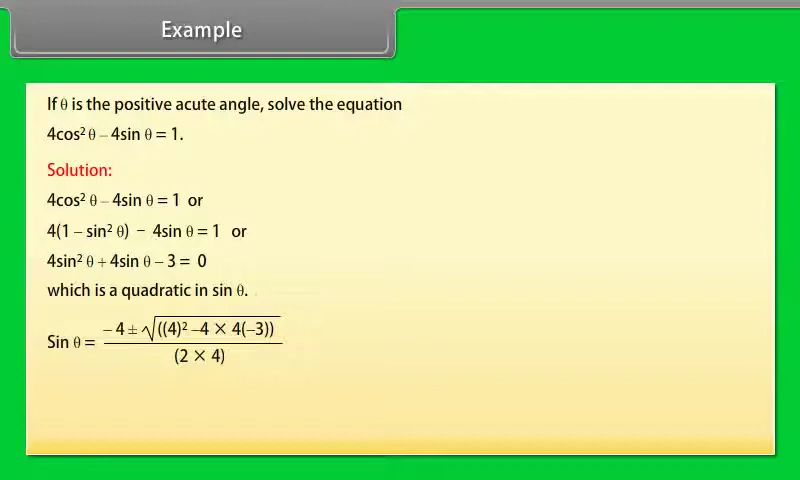 Example
If θ is the positive acute angle, solve the equation
4cos² θ – 4sin θ = 1.
Solution:
4cos² θ – 4sin θ = 1 or
4(1 – sin² θ) – 4sin θ = 1 or
4sin² θ + 4sin θ – 3 = 0
which is a quadratic in sin θ.
Sin θ = – 4 ± √((4)² –4 × 4(–3))
(2 × 4)